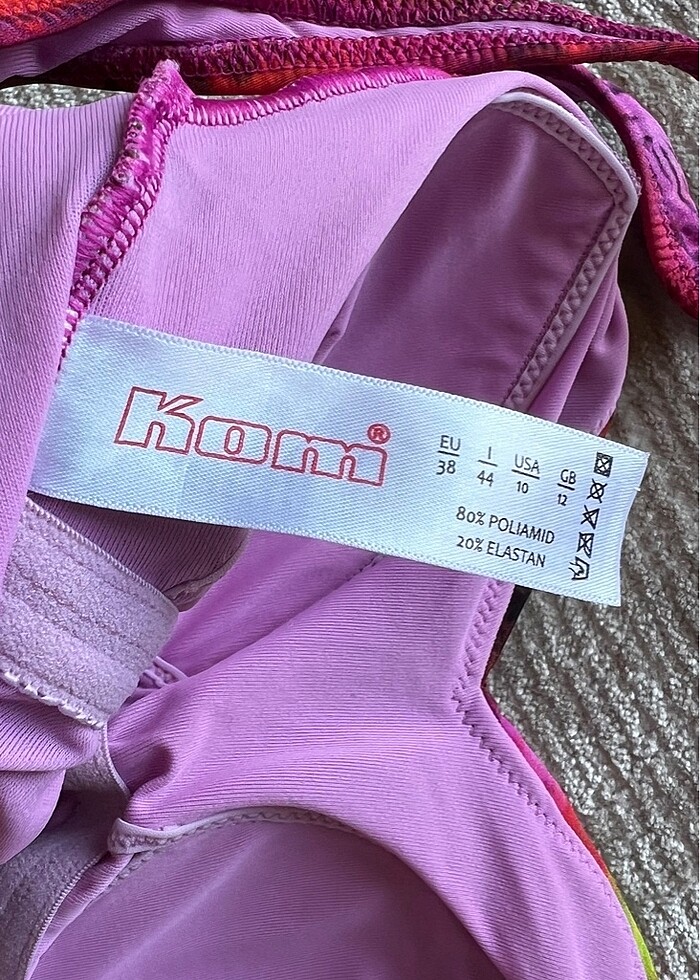 Kom®
EU I USA GB
38 44 10 12
80% POLIAMID
20% ELASTAN